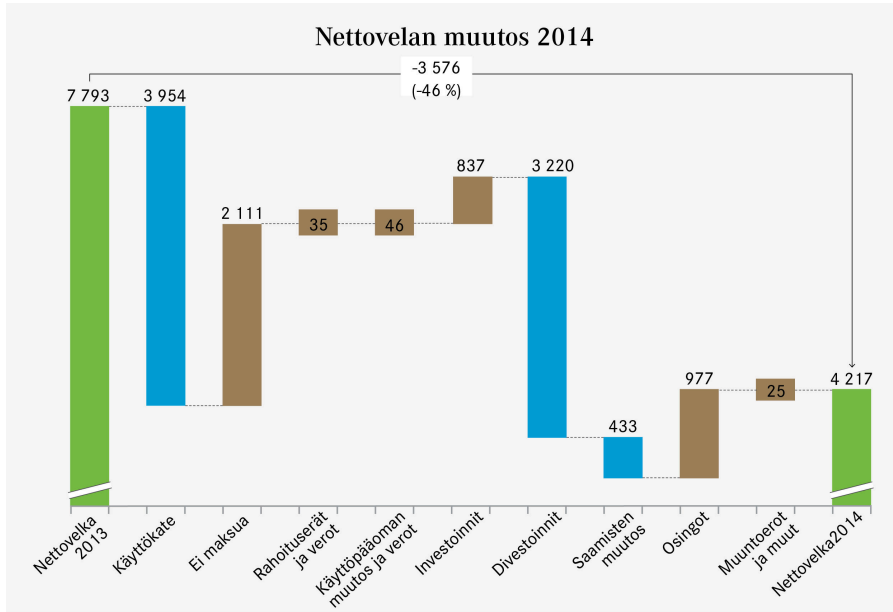 Nettovelan muutos 2014
-3 576
(-46 %)
7 793
3 954
2 111
35
46
837
3 220
433
977
25
4 217
Nettovelka
2013
Käyttökate
Ei maksua
Rahoituserät
ja verot
Käyttöpääoman
muutos ja verot
Investoinnit
Divestoinnit
Saamisten
muutos
Osingot
Muuntoerot
ja muut
Nettovelka2014